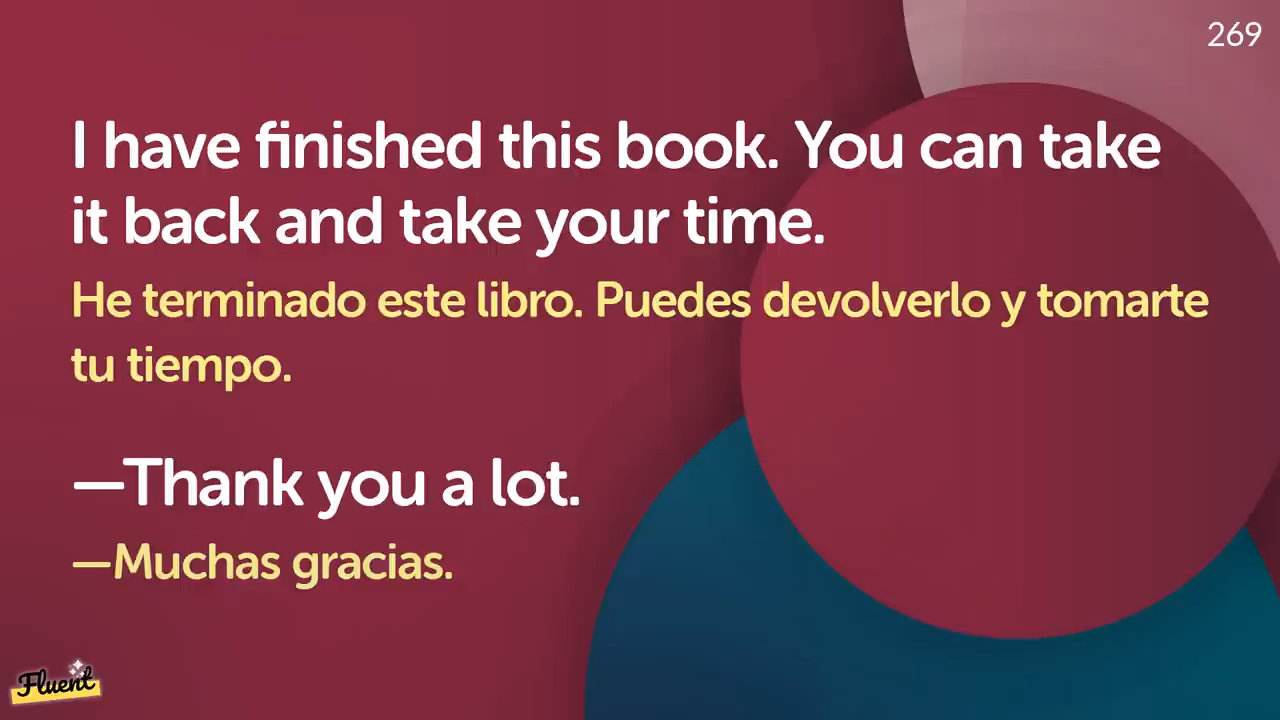 269
I have finished this book. You can take
it back and take your time.
He terminado este libro. Puedes devolverlo y tomarte
tu tiempo.
—Thank you a lot.
—Muchas gracias.
Fluent